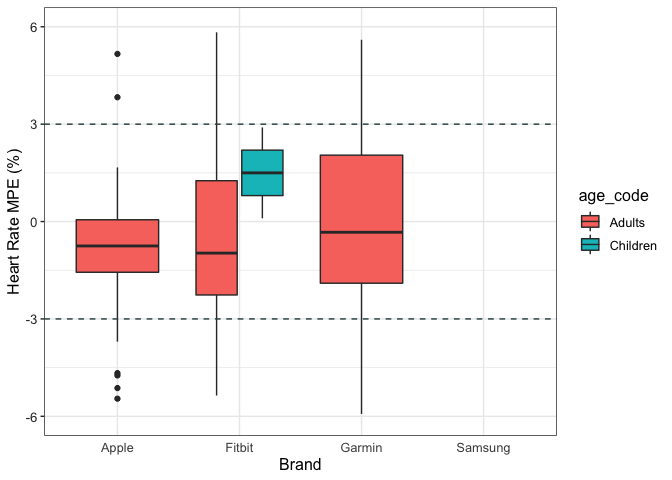 Heart Rate MPE (%)
6
3
0
-3
-6
Apple Fitbit Garmin Samsung
Brand
age_code
Adults
Children